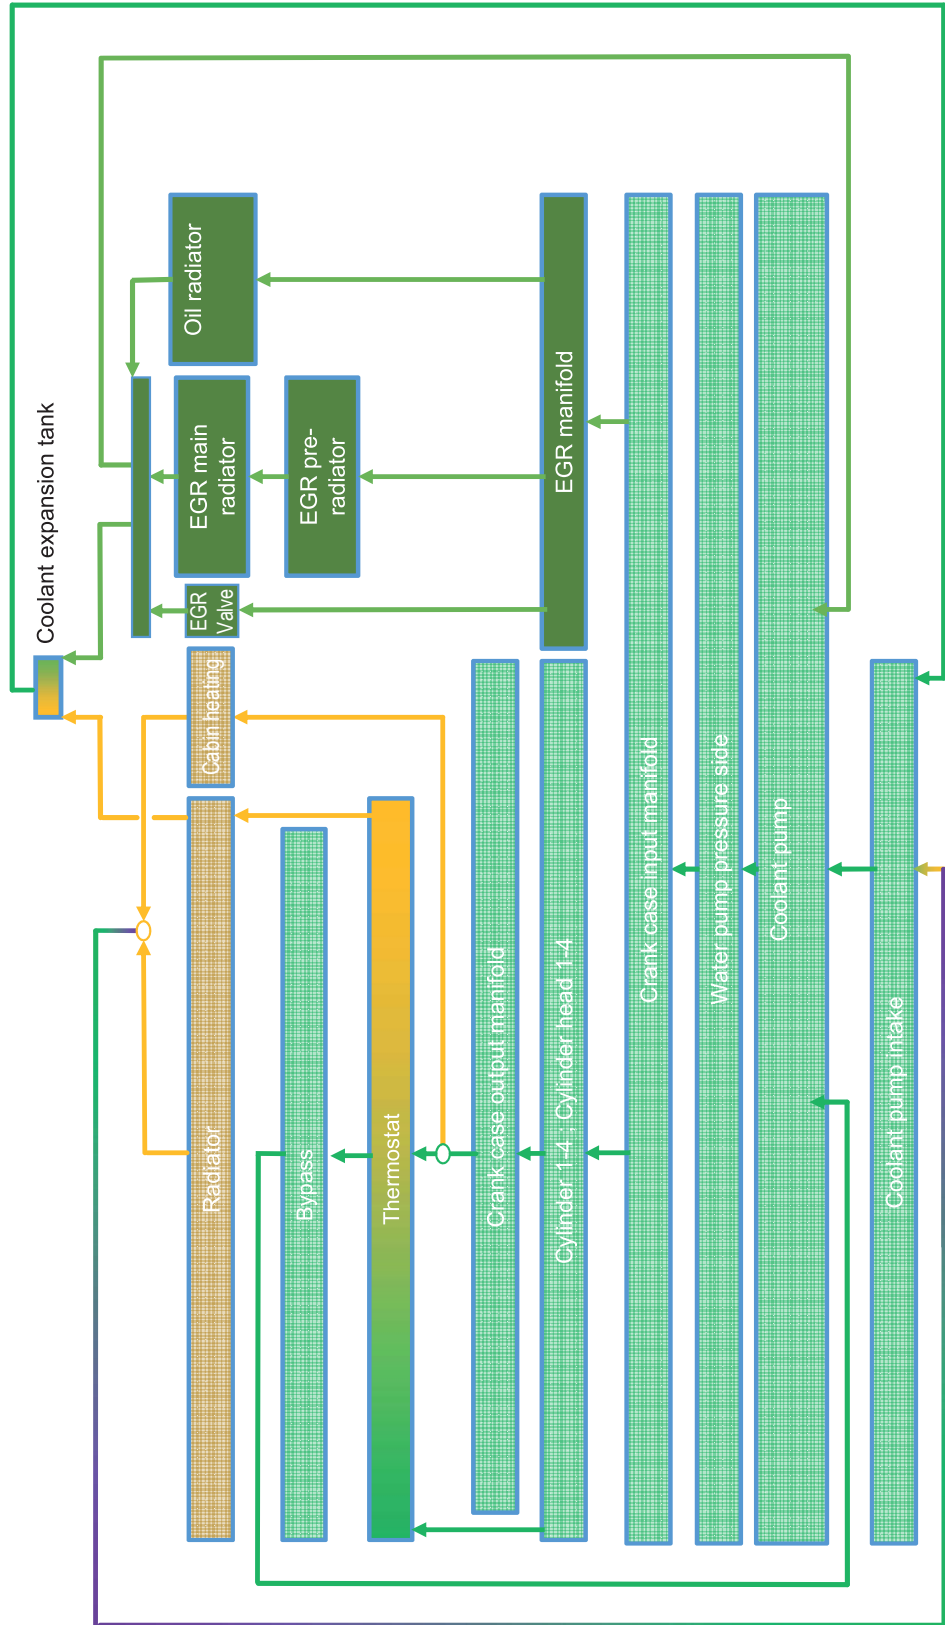 Coolant expansion tank
Oil radiator
EGR main
radiator
EGR pre-
radiator
EGR
Valve
EGR manifold
Cabin heating
Radiator
Bypass
Thermostat
Crank case output manifold
Cylinder 1-4 ; Cylinder head 1-4
Crank case input manifold
Water pump pressure side
Coolant pump
Coolant pump intake